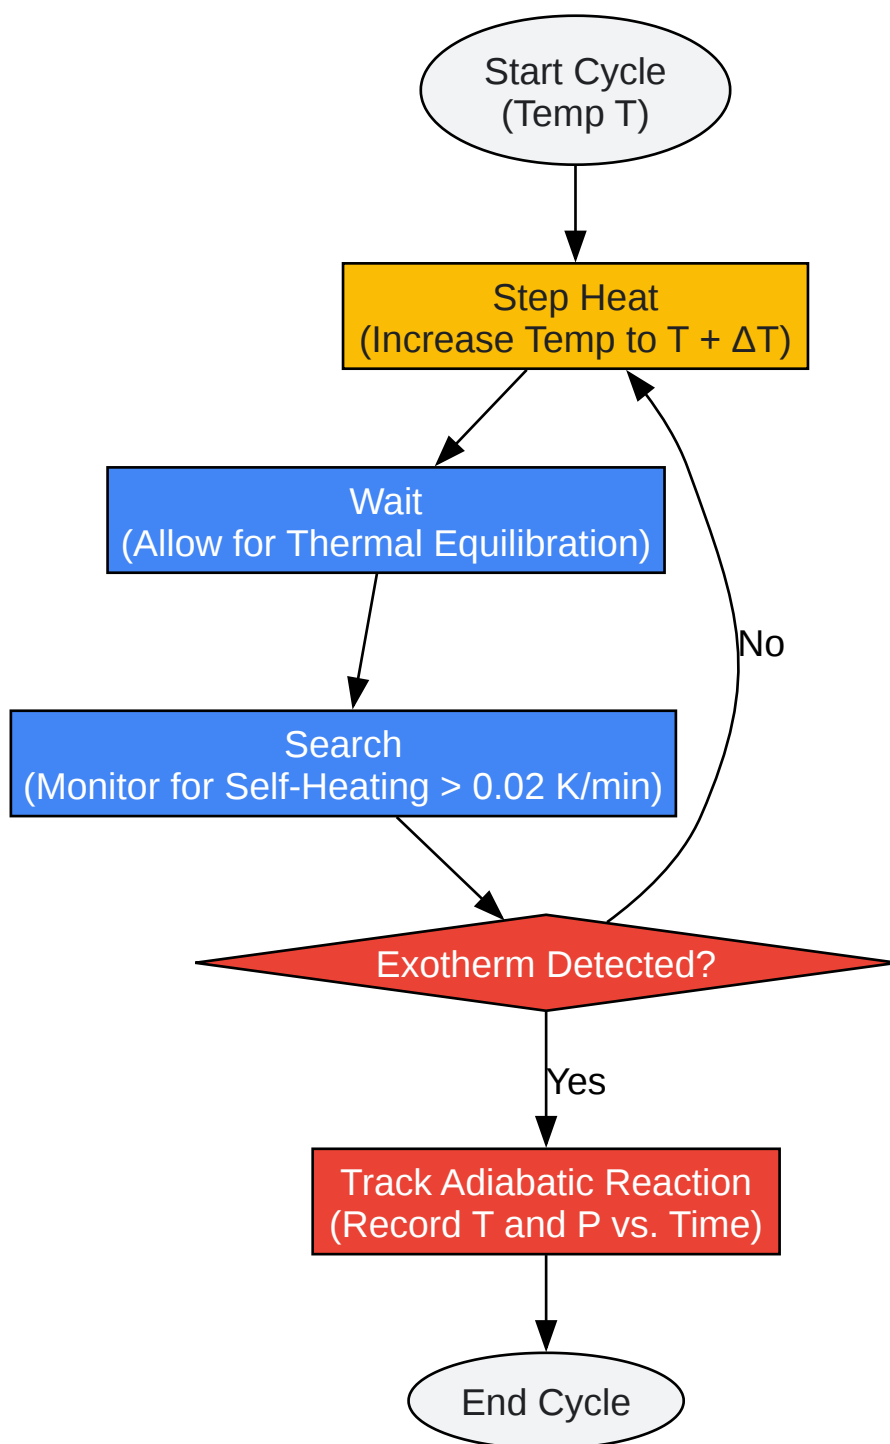 Start Cycle
(Temp T)
Step Heat
(Increase Temp to T + ΔT)
Wait
(Allow for Thermal Equilibration)
Search
(Monitor for Self-Heating > 0.02 K/min)
No
Exotherm Detected?
Yes
Track Adiabatic Reaction
(Record T and P vs. Time)
End Cycle